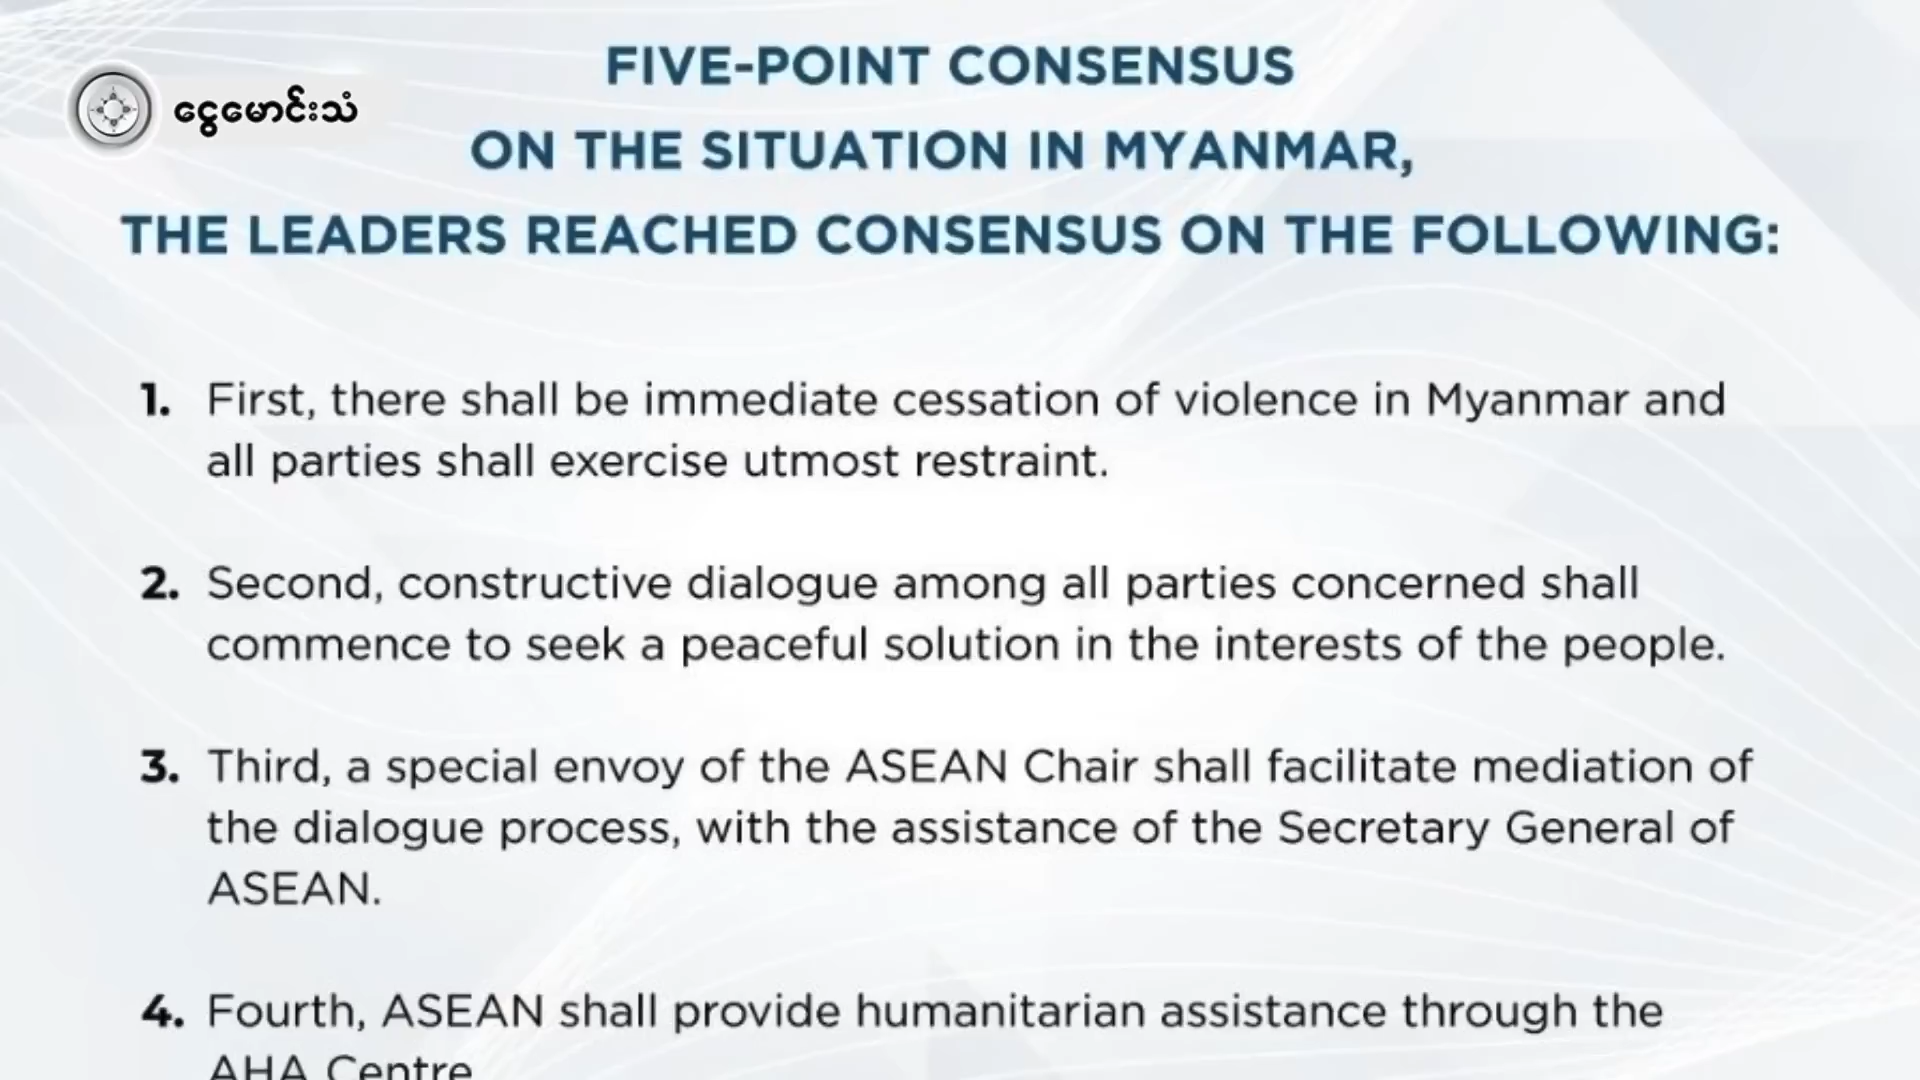 ငွေမောင်းသံ
FIVE-POINT CONSENSUS
ON THE SITUATION IN MYANMAR,
THE LEADERS REACHED CONSENSUS ON THE FOLLOWING:
1. First, there shall be immediate cessation of violence in Myanmar and
all parties shall exercise utmost restraint.
2. Second, constructive dialogue among all parties concerned shall
commence to seek a peaceful solution in the interests of the people.
3. Third, a special envoy of the ASEAN Chair shall facilitate mediation of
the dialogue process, with the assistance of the Secretary General of
ASEAN.
4. Fourth, ASEAN shall provide humanitarian assistance through the
AHA Centre